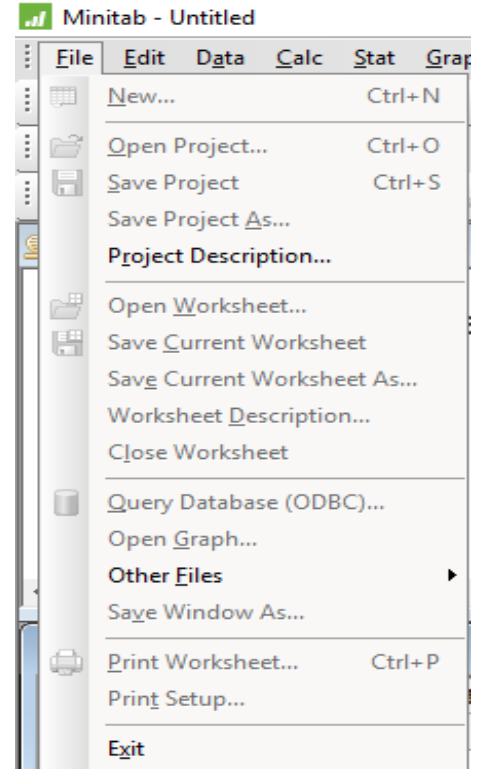 Minitab - Untitled
File Edit Data Calc Stat Grap
New... Ctrl+N
Open Project... Ctrl+O
Save Project Ctrl+S
Save Project As...
Project Description...
Open Worksheet...
Save Current Worksheet
Save Current Worksheet As...
Worksheet Description...
Close Worksheet
Query Database (ODBC)...
Open Graph...
Other Files
Save Window As...
Print Worksheet... Ctrl+P
Print Setup...
Exit